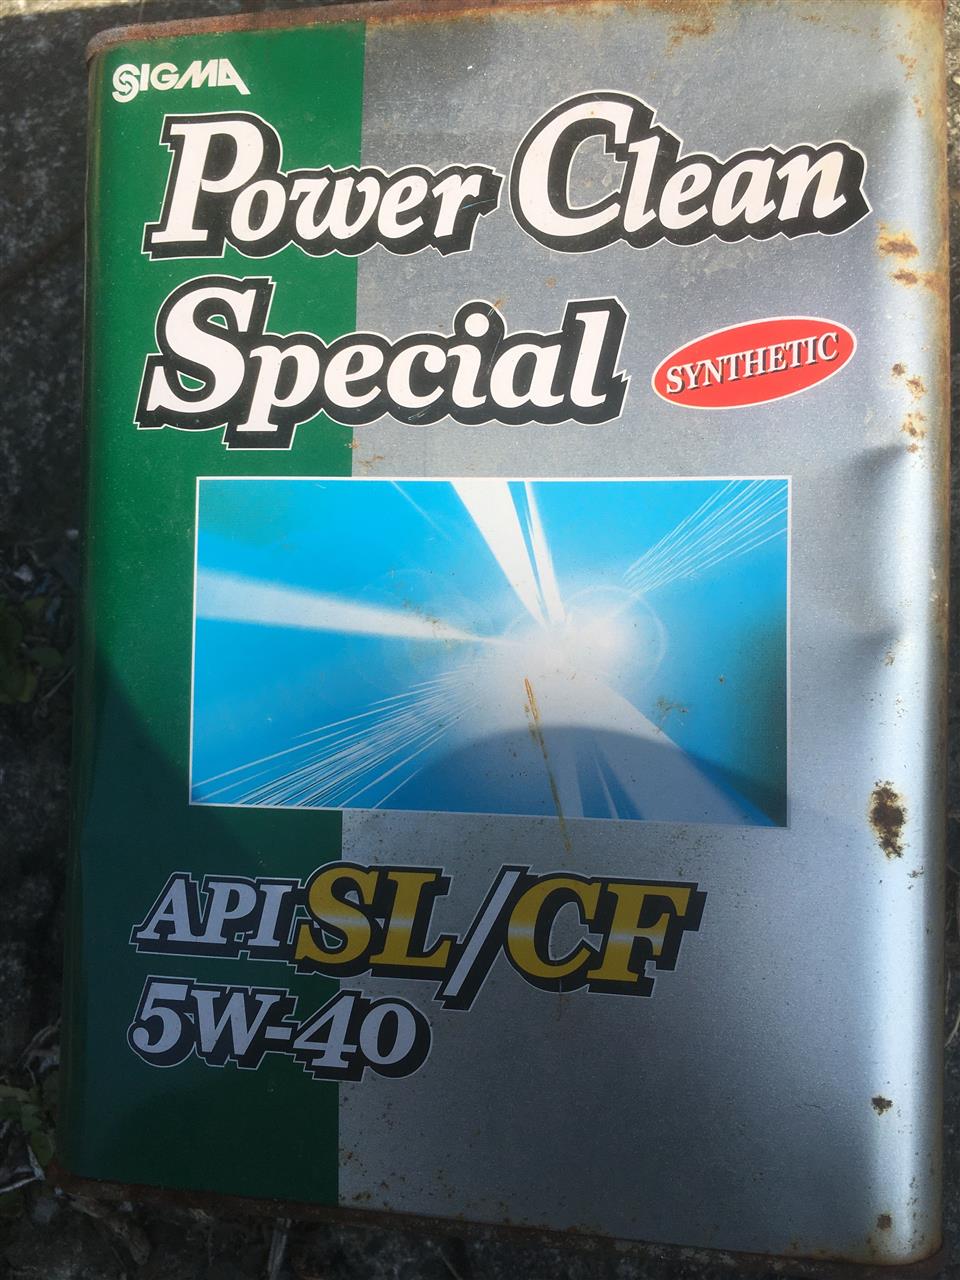 SIGMA
Power Clean
Special
SYNTHETIC
API SL/CF
5W-40